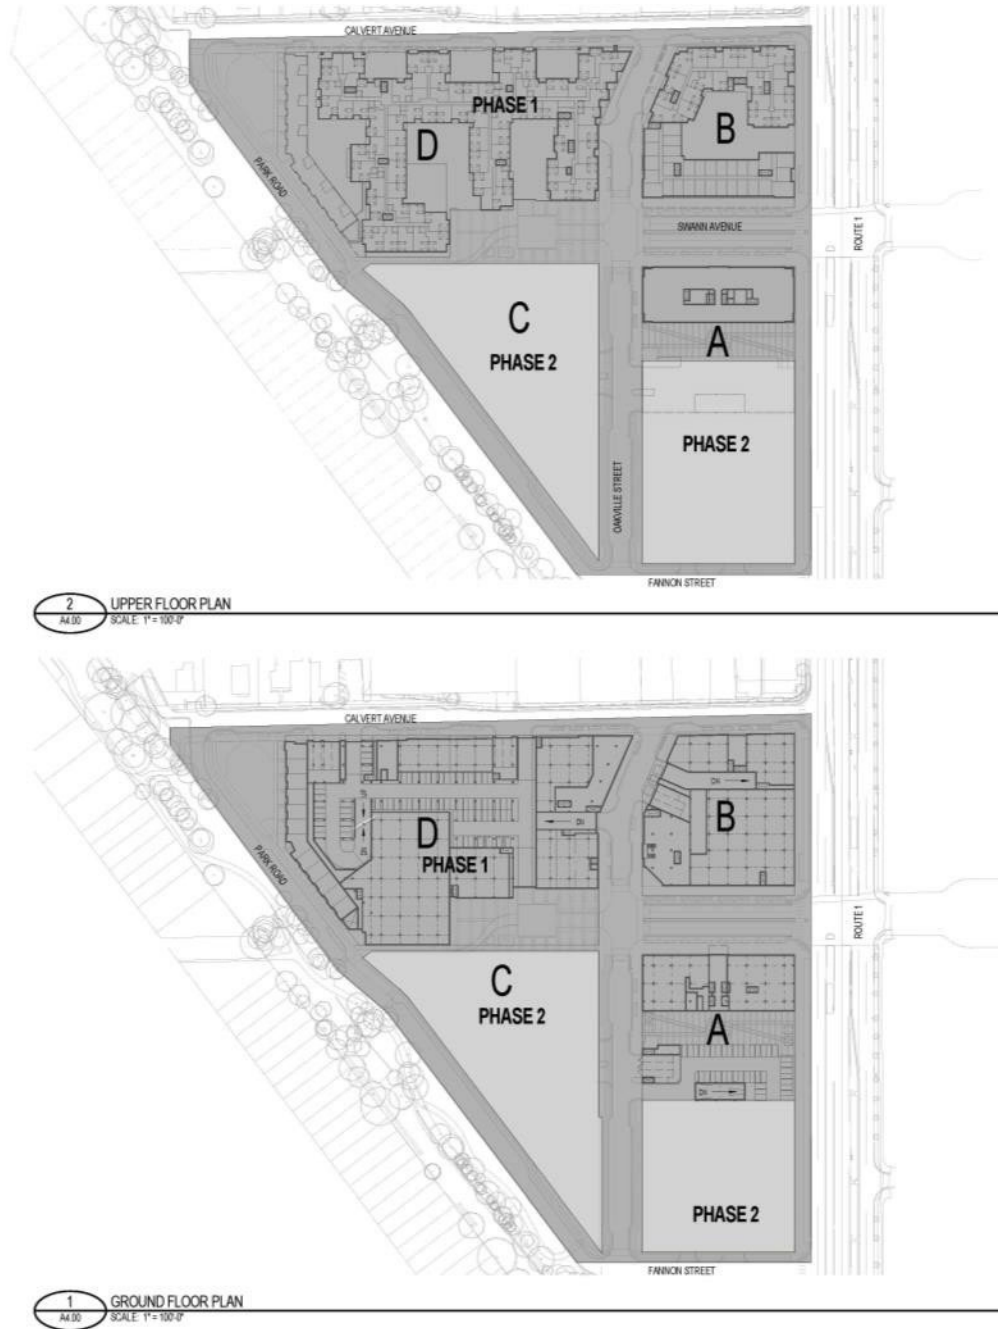 CALVERT AVENUE
PHASE 1
D
B
PARK ROAD
SWANN AVENUE
ROUTE 1
C
PHASE 2
A
PHASE 2
OAKVILLE STREET
FANNON STREET
2
A4.00
UPPER FLOOR PLAN
SCALE: 1" = 100'-0"
CALVERT AVENUE
DN
B
D
PHASE 1
PARK ROAD
ROUTE 1
C
PHASE 2
A
DN
PHASE 2
FANNON STREET
1
A4.00
GROUND FLOOR PLAN
SCALE: 1" = 100'-0"